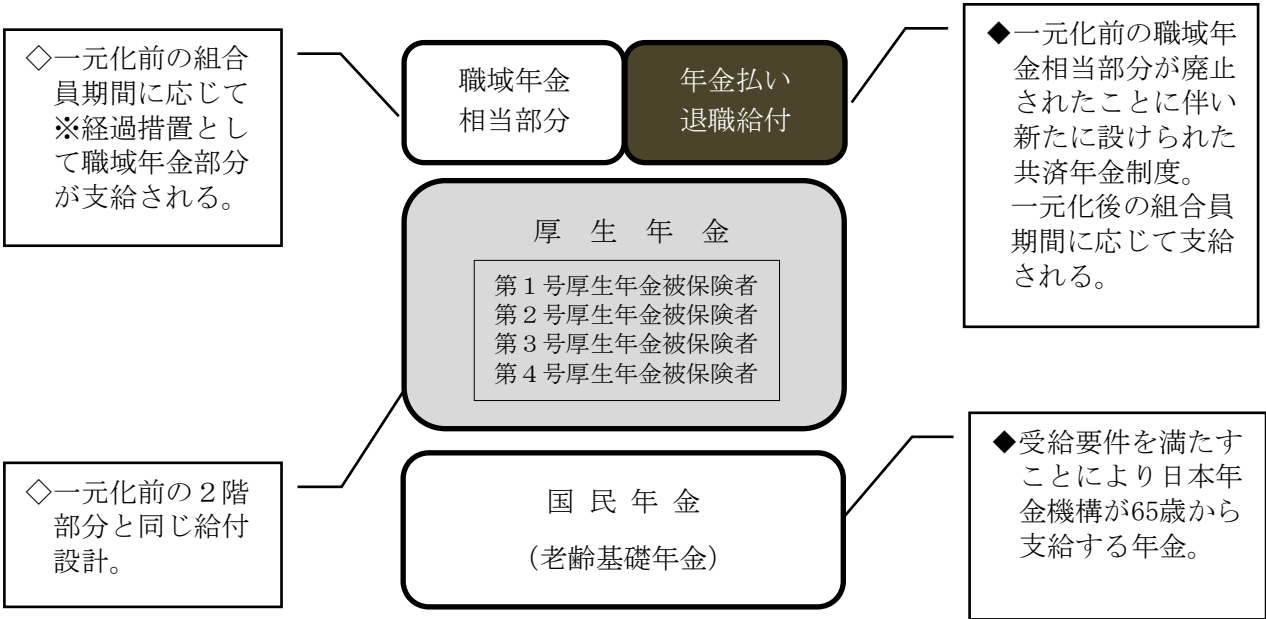 ◇一元化前の組合
員期間に応じて
※経過措置とし
て職域年金部分
が支給される。
職域年金
相当部分
年金払い
退職給付
◆一元化前の職域年
金相当部分が廃止
されたことに伴い
新たに設けられた
共済年金制度。
一元化後の組合員
期間に応じて支給
される。
厚生年金
第1号厚生年金被保険者
第2号厚生年金被保険者
第3号厚生年金被保険者
第4号厚生年金被保険者
◇一元化前の2階
部分と同じ給付
設計。
国民年金
(老齢基礎年金)
◆受給要件を満たす
ことにより日本年
金機構が65歳から
支給する年金。